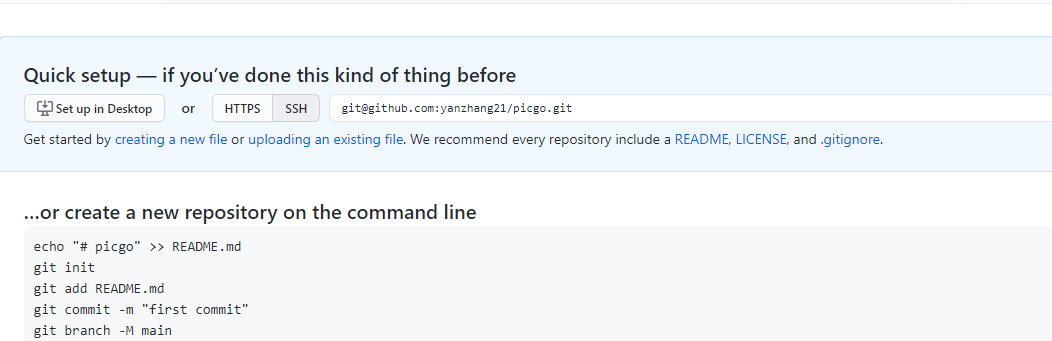 Quick setup — if you’ve done this kind of thing before
Set up in Desktop or HTTPS SSH git@github.com:yanzhang21/picgo.git
Get started by creating a new file or uploading an existing file. We recommend every repository include a README, LICENSE, and .gitignore.
…or create a new repository on the command line
echo "# picgo" >> README.md
git init
git add README.md
git commit -m "first commit"
git branch -M main